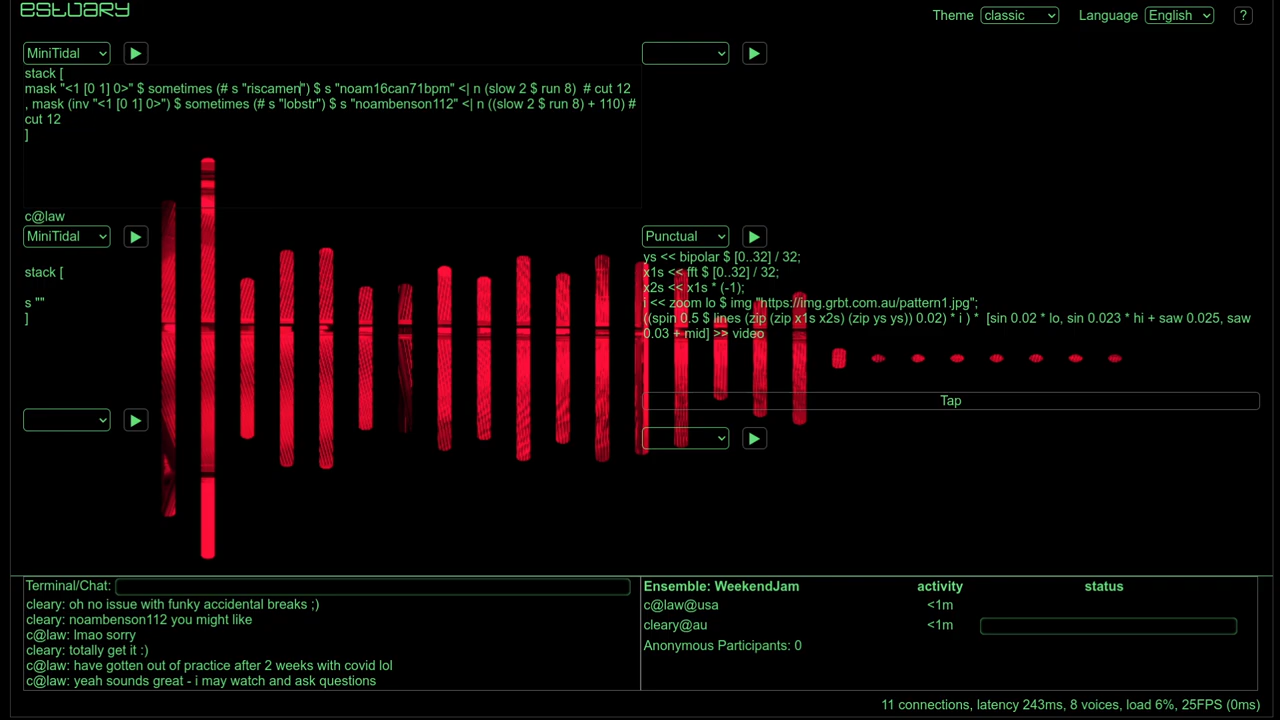 estuary
Theme classic Language English ?
MiniTidal
stack [
mask "<1 [0 1] 0>" $ sometimes (# s "riscamen") $ s "noam16can71bpm" <| n (slow 2 $ run 8)  # cut 12
, mask (inv "<1 [0 1] 0>") $ sometimes (# s "lobstr") $ s "noambenson112" <| n ((slow 2 $ run 8) + 110) #
cut 12
]
c@law
MiniTidal
stack [
s ""
]
Punctual
ys << bipolar $ [0..32] / 32;
x1s << fft $ [0..32] / 32;
x2s << x1s * (-1);
i << zoom lo $ img "https://img.grbt.com.au/pattern1.jpg";
((spin 0.5 $ lines (zip (zip x1s x2s) (zip ys ys)) 0.02) * i ) *  [sin 0.02 * lo, sin 0.023 * hi + saw 0.025, saw
0.03 + mid] >> video
Tap
Terminal/Chat:
cleary: oh no issue with funky accidental breaks ;)
cleary: noambenson112 you might like
c@law: lmao sorry
cleary: totally get it :)
c@law: have gotten out of practice after 2 weeks with covid lol
c@law: yeah sounds great - i may watch and ask questions
Ensemble: WeekendJam activity status
c@law@usa <1m
cleary@au <1m
Anonymous Participants: 0
11 connections, latency 243ms, 8 voices, load 6%, 25FPS (0ms)